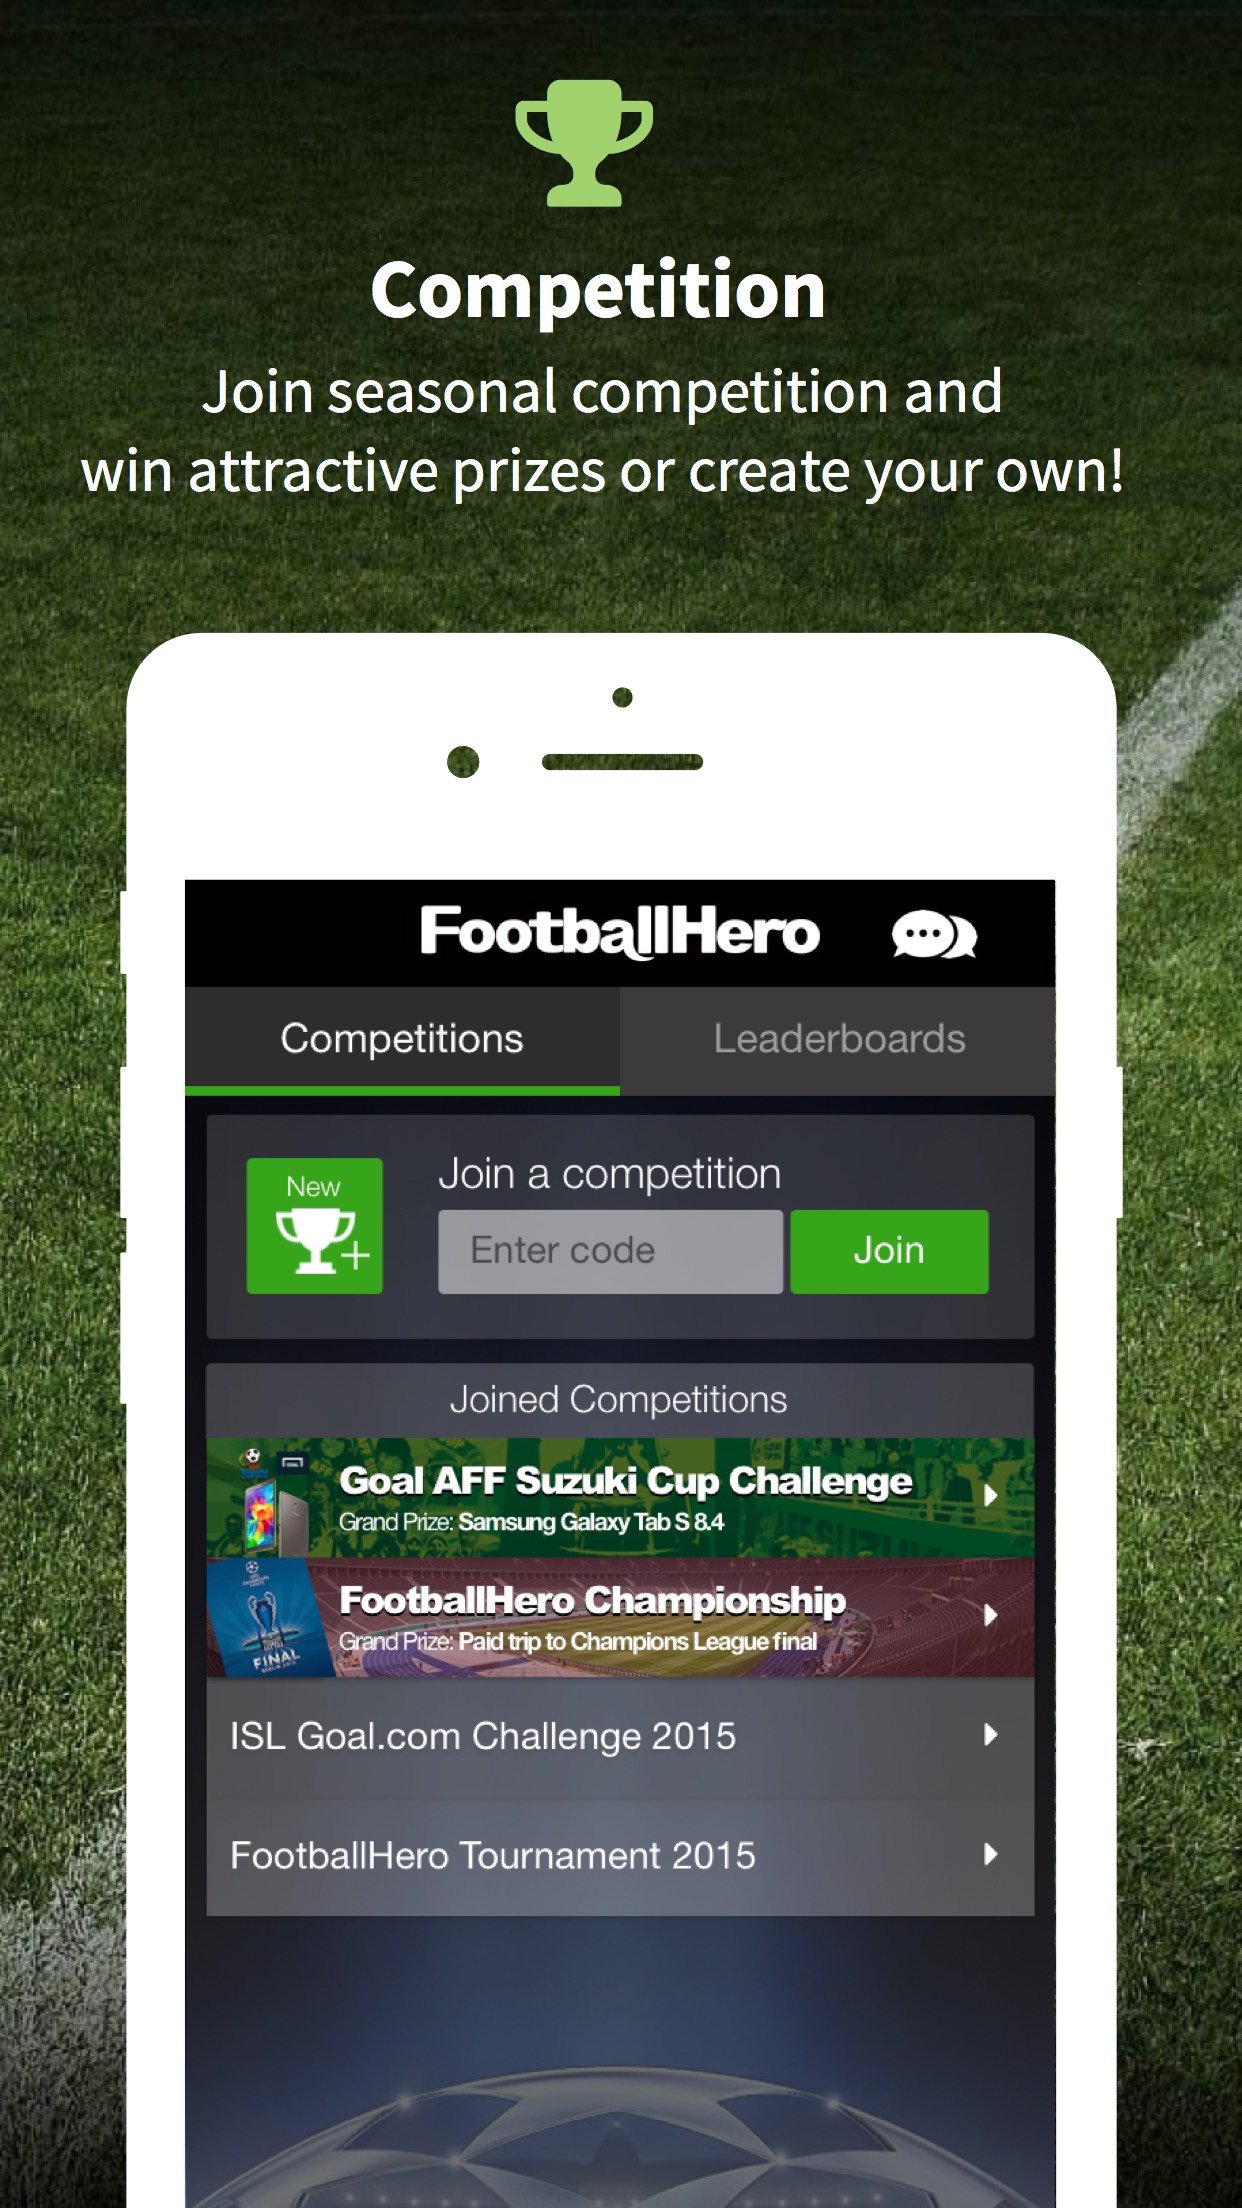 Competition
Join seasonal competition and
win attractive prizes or create your own!
FootballHero
Competitions
Leaderboards
New
Join a competition
Enter code
Join
Joined Competitions
Goal AFF Suzuki Cup Challenge
Grand Prize: Samsung Galaxy Tab S 8.4
FootballHero Championship
Grand Prize: Paid trip to Champions League final
FINAL
ISL Goal.com Challenge 2015
FootballHero Tournament 2015